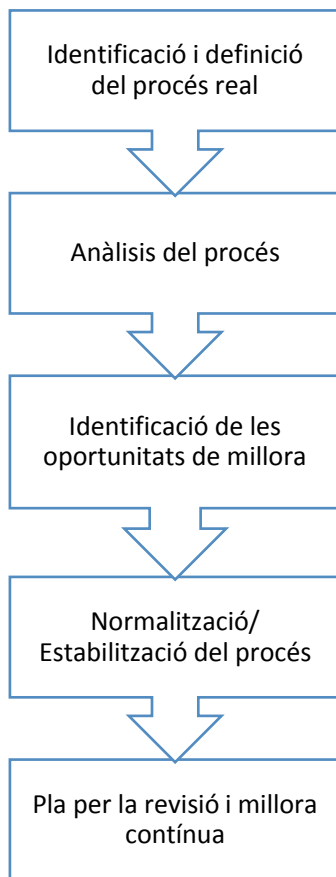 Identificació i definició
del procés real
Anàlisis del procés
Identificació de les
oportunitats de millora
Normalització/
Estabilització del procés
Pla per la revisió i millora
contínua